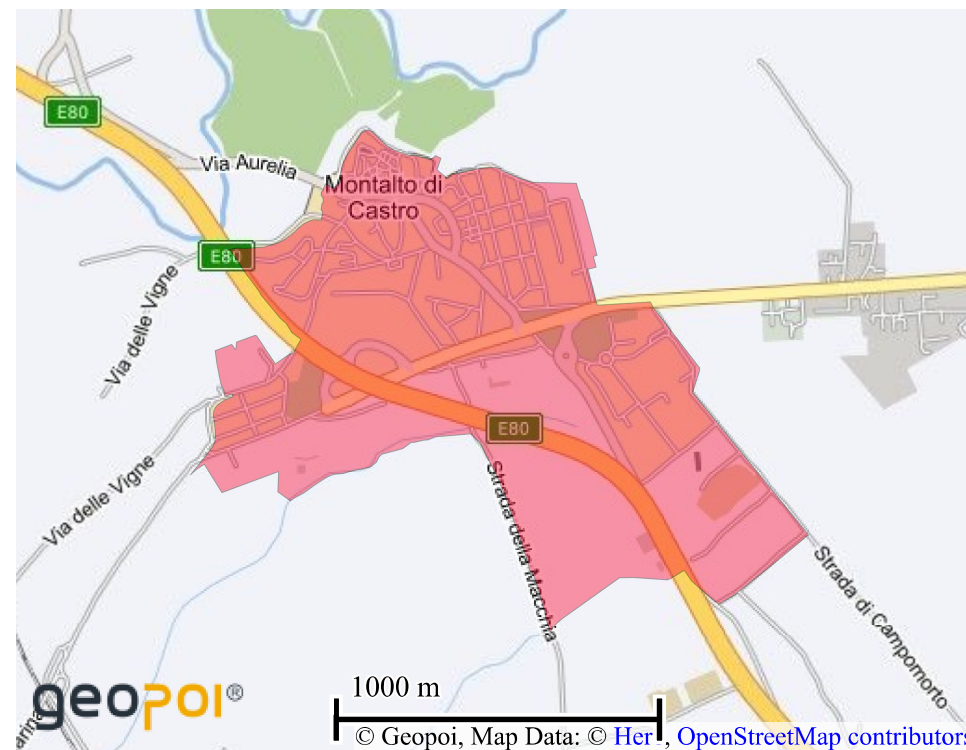 E80
Via Aurelia
Montalto di
Castro
E80
Via delle Vigne
E80
Via delle Vigne
Strada della Macchia
Strada di Campomorto
arina
geopoi®
1000 m
© Geopoi, Map Data: © Her, OpenStreetMap contributors